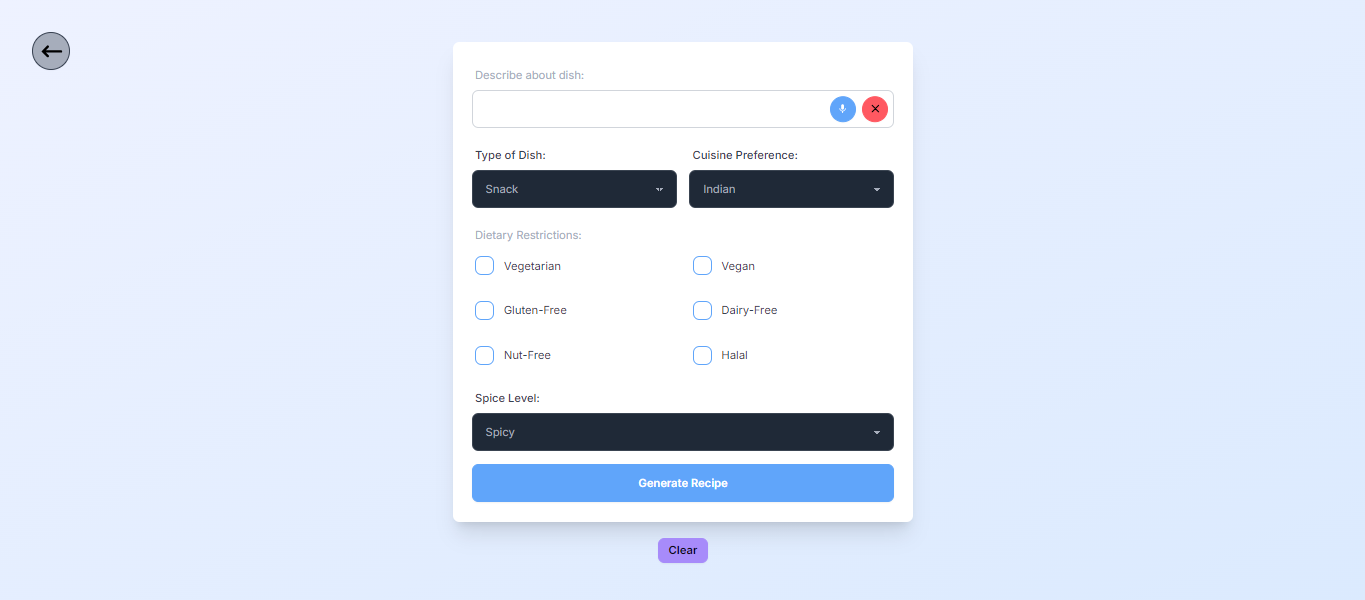 Describe about dish:
Type of Dish: Cuisine Preference:
Snack Indian
Dietary Restrictions:
Vegetarian Vegan
Gluten-Free Dairy-Free
Nut-Free Halal
Spice Level:
Spicy
Generate Recipe
Clear